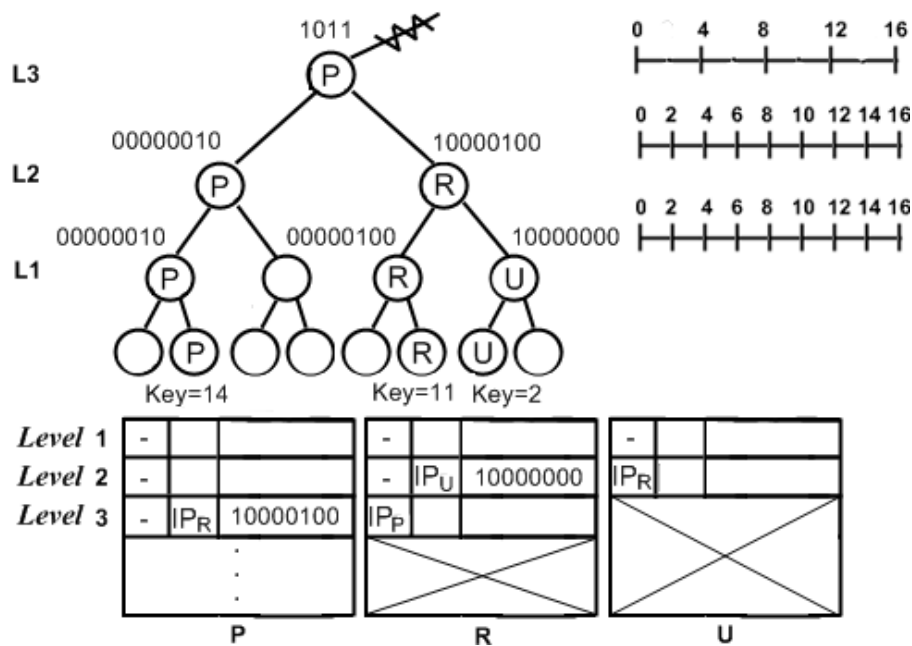 1011
0 4 8 12 16
L3 P
00000010 10000100
0 2 4 6 8 10 12 14 16
L2 P R
00000010 00000100 10000000
0 2 4 6 8 10 12 14 16
L1 P R U
P R U
Key=14 Key=11 Key=2
Level 1 - - -
Level 2 - - IPU 10000000 IPR
Level 3 - IPR 10000100 IPP
P R U